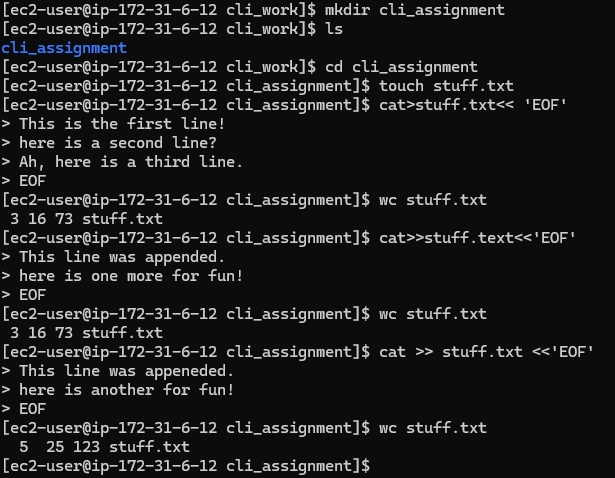 [ec2-user@ip-172-31-6-12 cli_work]$ mkdir cli_assignment
[ec2-user@ip-172-31-6-12 cli_work]$ ls
cli_assignment
[ec2-user@ip-172-31-6-12 cli_work]$ cd cli_assignment
[ec2-user@ip-172-31-6-12 cli_assignment]$ touch stuff.txt
[ec2-user@ip-172-31-6-12 cli_assignment]$ cat>stuff.txt<< 'EOF'
> This is the first line!
> here is a second line?
> Ah, here is a third line.
> EOF
[ec2-user@ip-172-31-6-12 cli_assignment]$ wc stuff.txt
 3 16 73 stuff.txt
[ec2-user@ip-172-31-6-12 cli_assignment]$ cat>>stuff.text<<'EOF'
> This line was appended.
> here is one more for fun!
> EOF
[ec2-user@ip-172-31-6-12 cli_assignment]$ wc stuff.txt
 3 16 73 stuff.txt
[ec2-user@ip-172-31-6-12 cli_assignment]$ cat >> stuff.txt <<'EOF'
> This line was appeneded.
> here is another for fun!
> EOF
[ec2-user@ip-172-31-6-12 cli_assignment]$ wc stuff.txt
  5  25 123 stuff.txt
[ec2-user@ip-172-31-6-12 cli_assignment]$